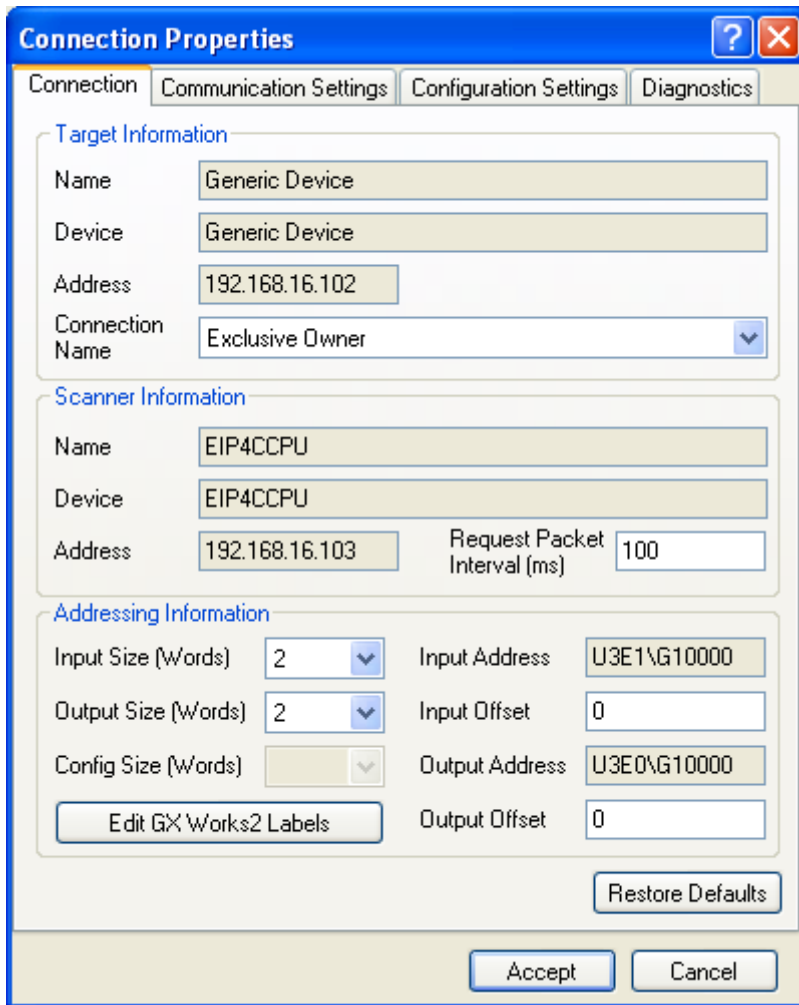 Connection Properties
?
Connection Communication Settings Configuration Settings Diagnostics
Target Information
Name Generic Device
Device Generic Device
Address 192.168.16.102
Connection
Name Exclusive Owner
Scanner Information
Name EIP4CCPU
Device EIP4CCPU
Address 192.168.16.103 Request Packet
Interval (ms) 100
Addressing Information
Input Size (Words) 2 Input Address U3E1\G10000
Output Size (Words) 2 Input Offset 0
Config Size (Words) Output Address U3E0\G10000
Edit GX Works2 Labels Output Offset 0
Restore Defaults
Accept Cancel